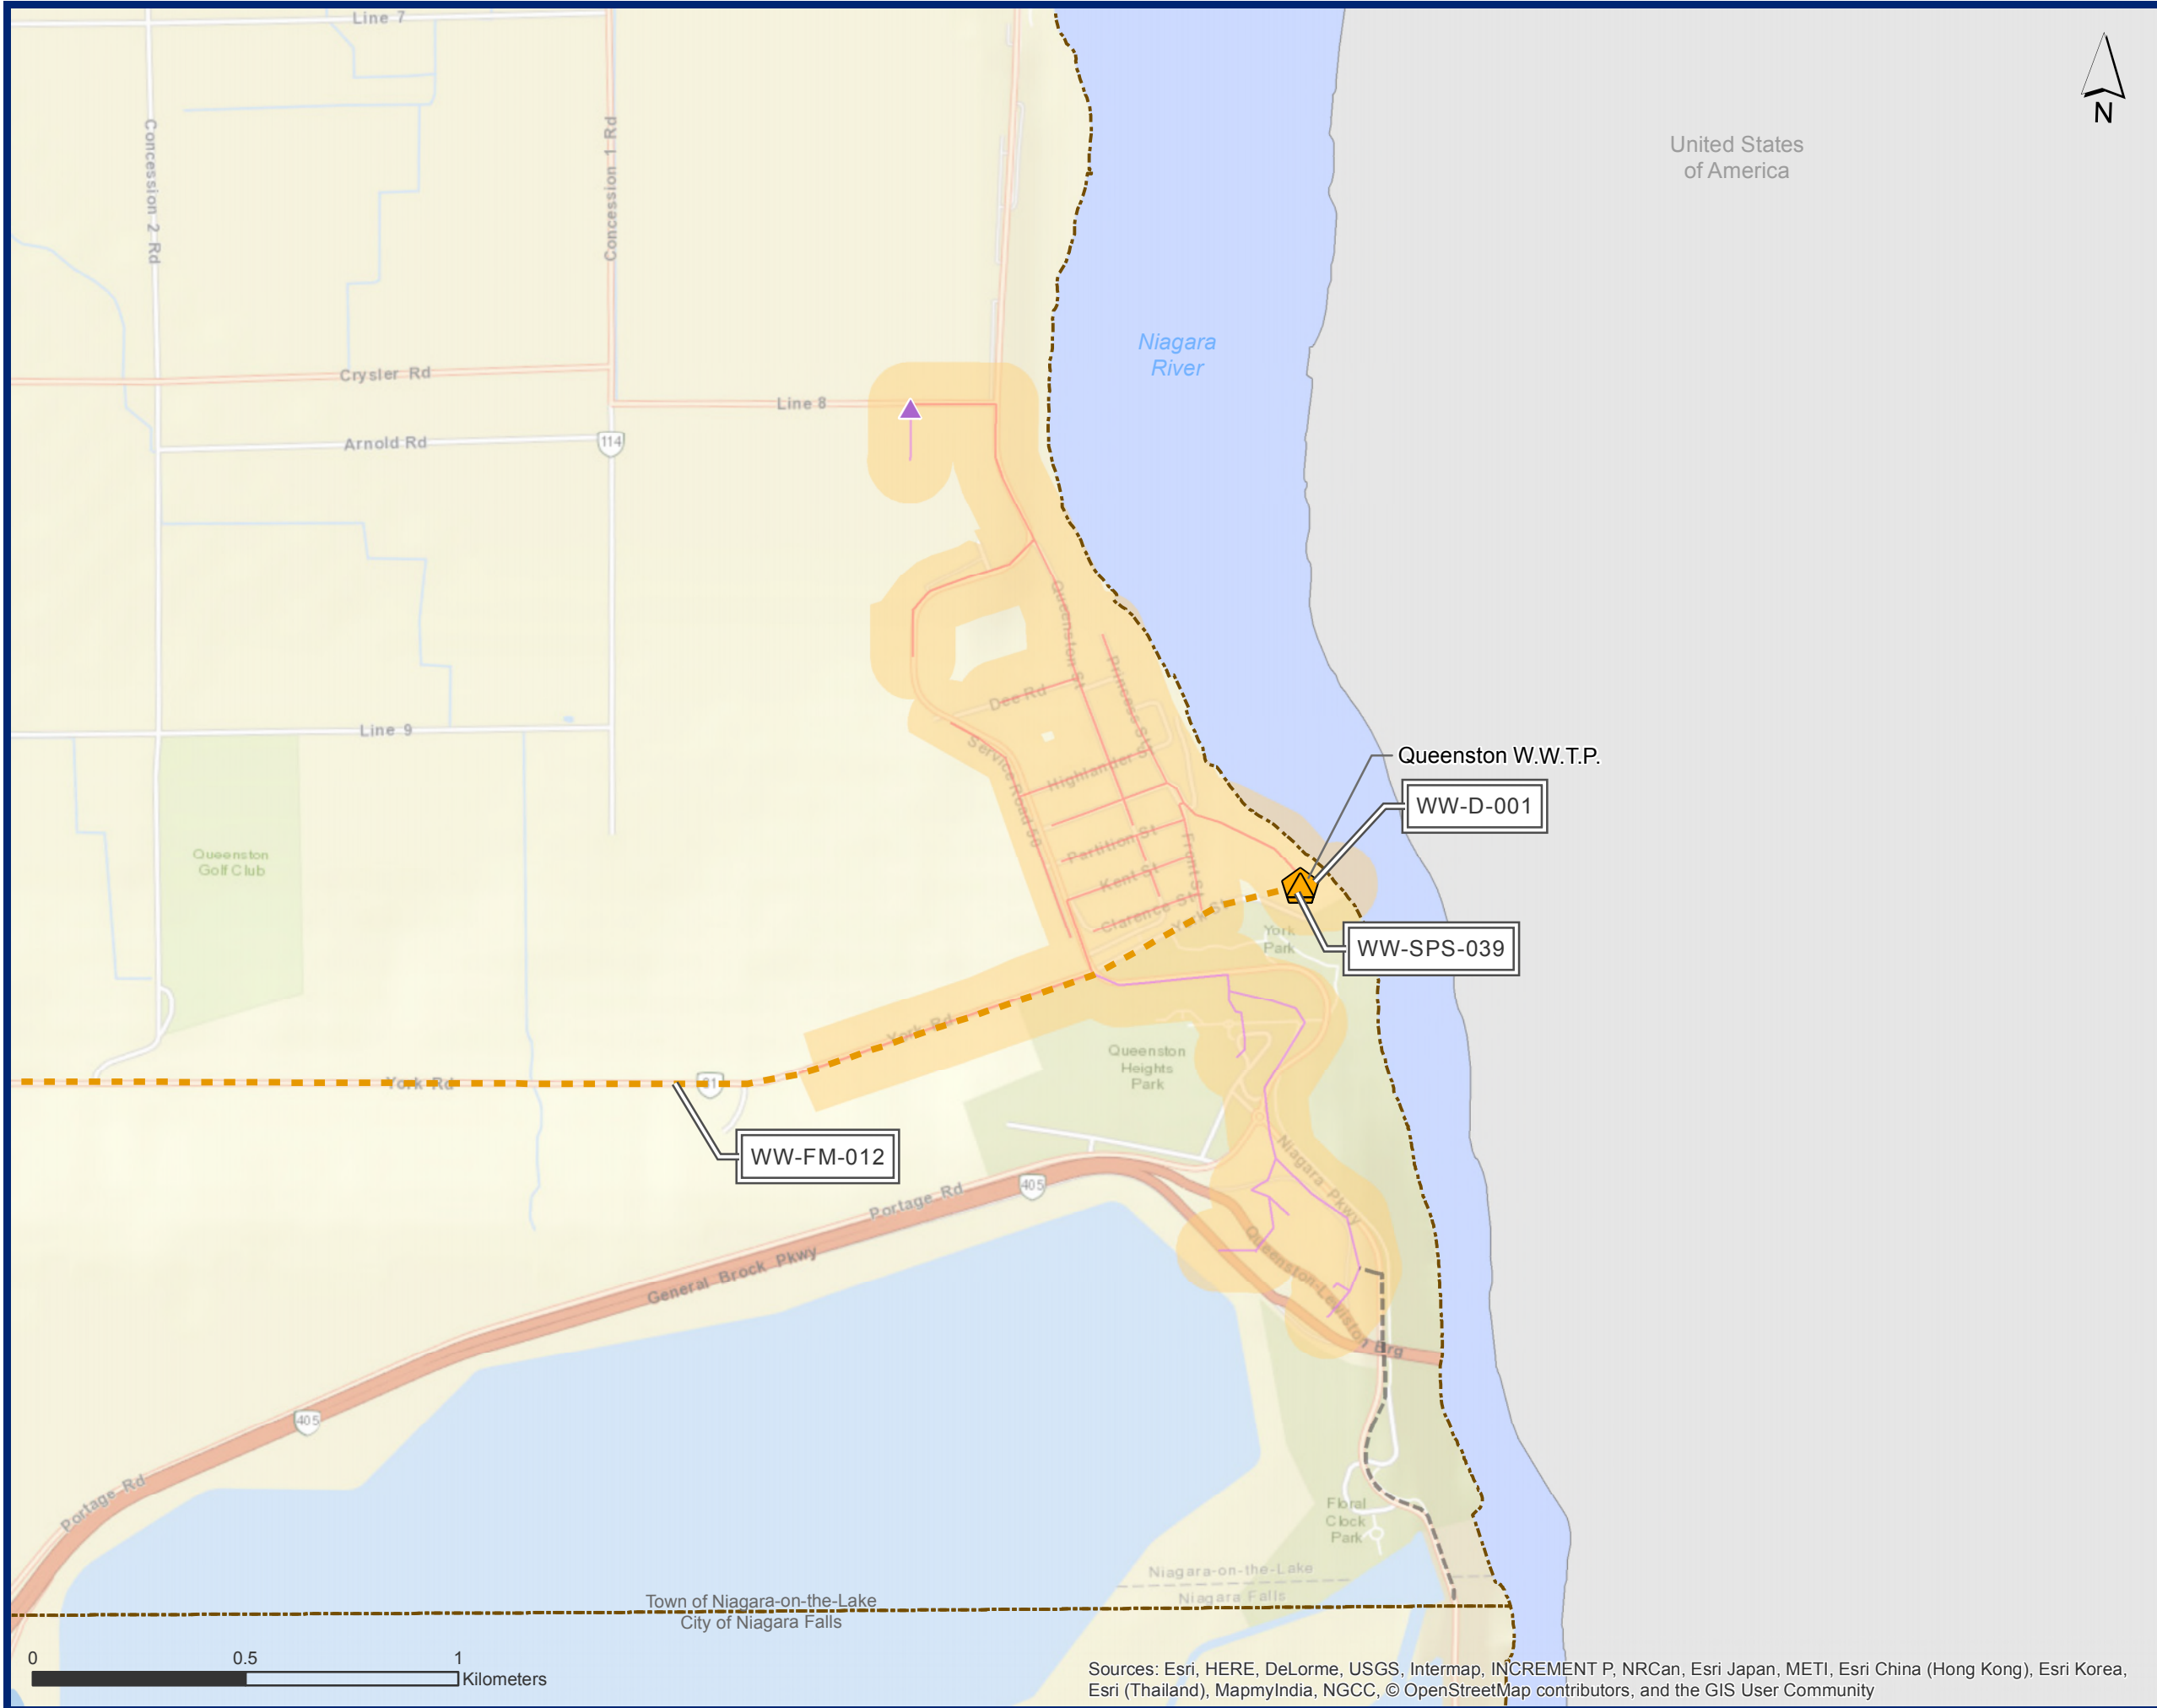 Line 7
N
United States
of America
Concession 2 Rd
Concession 1 Rd
Niagara
River
Crysler Rd
Line 8
Arnold Rd
114
Queenston St
Princess St
Dee Rd
Line 9
Service Road 50
Highlander St
Queenston W.W.T.P.
WW-D-001
Partition St
Front St
Kent St
Queenston
Golf Club
Clarence St
York St
York
Park
WW-SPS-039
York Rd
Queenston
Heights
Park
York Rd
81
WW-FM-012
Niagara Pkwy
405
Portage Rd
General Brock Pkwy
Queenston-Lewiston Brg
405
Portage Rd
Floral
Clock
Park
Niagara-on-the-Lake
Niagara Falls
Town of Niagara-on-the-Lake
City of Niagara Falls
0 0.5 1
Kilometers
Sources: Esri, HERE, DeLorme, USGS, Intermap, INCREMENT P, NRCan, Esri Japan, METI, Esri China (Hong Kong), Esri Korea,
Esri (Thailand), MapmyIndia, NGCC, © OpenStreetMap contributors, and the GIS User Community